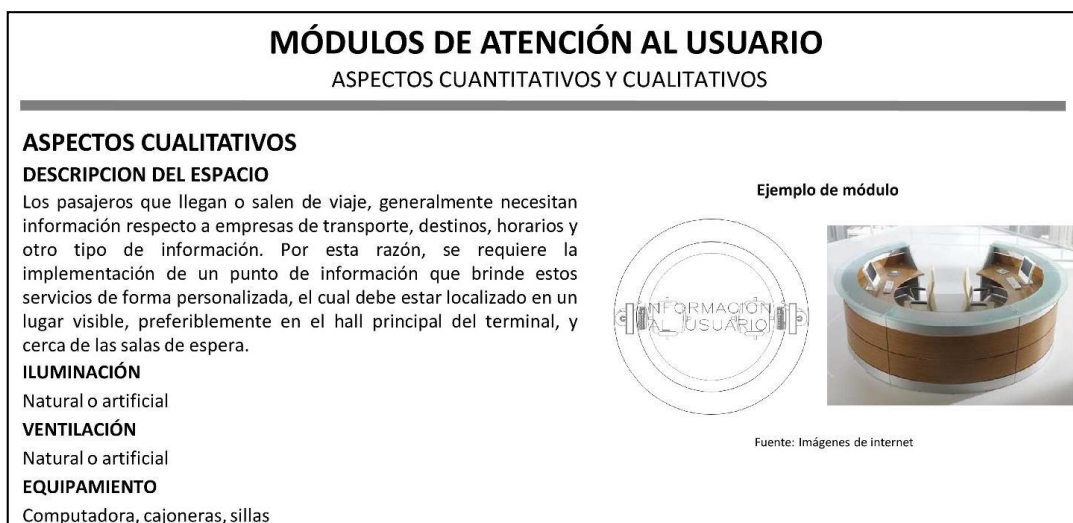 MÓDULOS DE ATENCIÓN AL USUARIO
ASPECTOS CUANTITATIVOS Y CUALITATIVOS
ASPECTOS CUALITATIVOS
DESCRIPCION DEL ESPACIO
Los pasajeros que llegan o salen de viaje, generalmente necesitan
información respecto a empresas de transporte, destinos, horarios y
otro tipo de información. Por esta razón, se requiere la
implementación de un punto de información que brinde estos
servicios de forma personalizada, el cual debe estar localizado en un
lugar visible, preferiblemente en el hall principal del terminal, y
cerca de las salas de espera.
ILUMINACIÓN
Natural o artificial
VENTILACIÓN
Natural o artificial
EQUIPAMIENTO
Computadora, cajoneras, sillas
Ejemplo de módulo
INFORMACIÓN
AL USUARIO
Fuente: Imágenes de internet